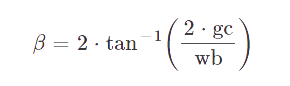 β = 2 · tan⁻¹(2 · gc / wb)